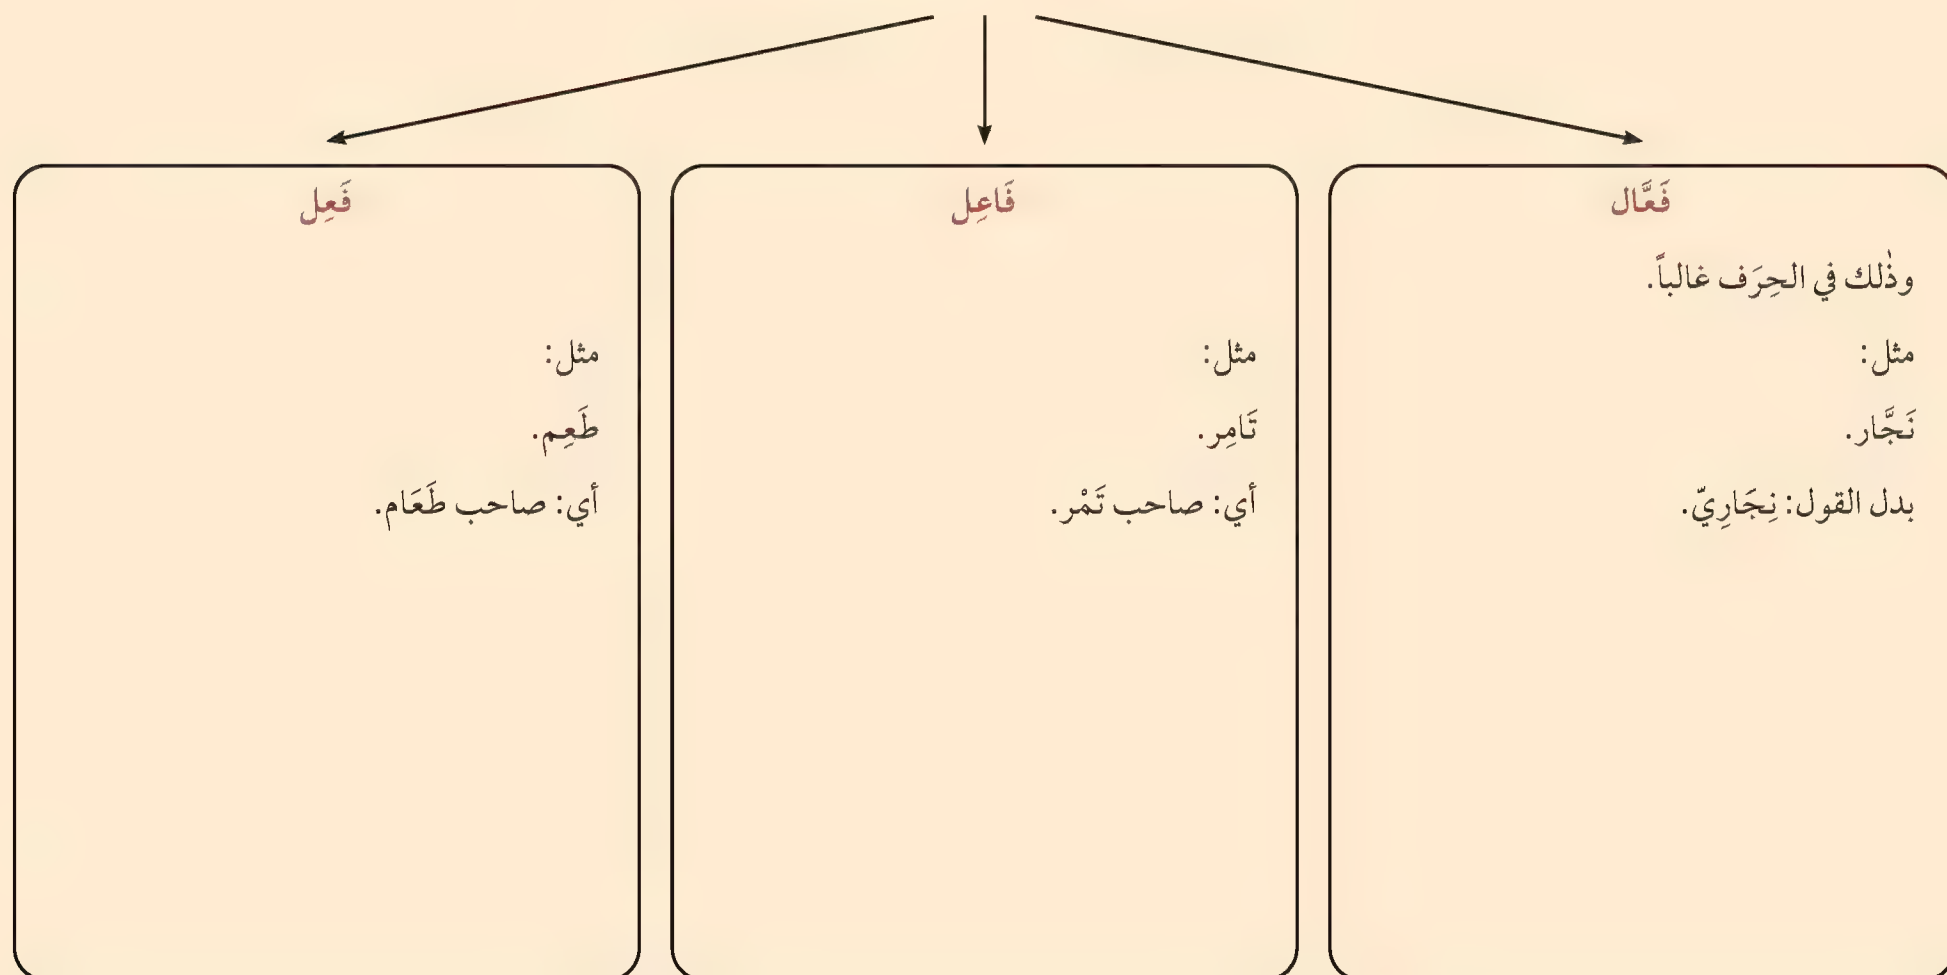 فَعَّال
وذٰلك في الحِرَف غالباً.
مثل:
نَجَّار.
بدل القول: نِجَارِيّ.
فَاعِل
مثل:
تَامِر.
أي: صاحب تَمْر.
فَعِل
مثل:
طَعِم.
أي: صاحب طَعَام.